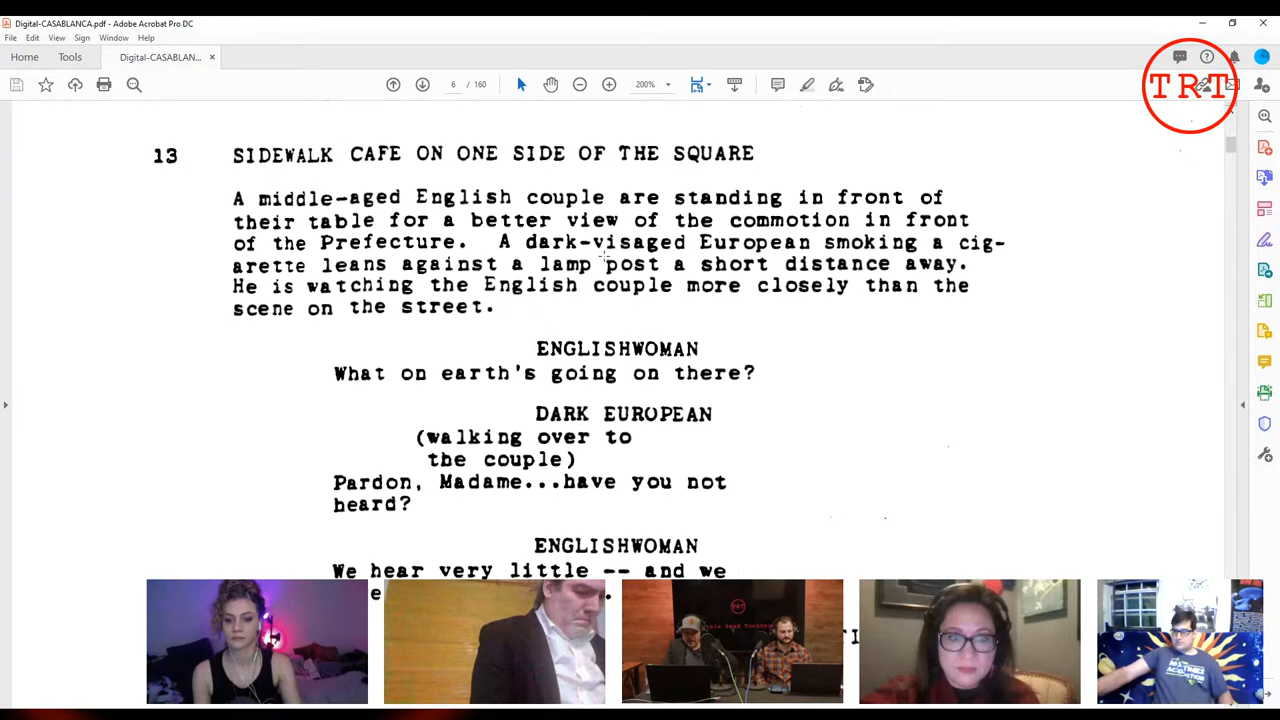 Digital-CASABLANCA.pdf - Adobe Acrobat Pro DC
File Edit View Sign Window Help
Home Tools Digital-CASABLAN... ×
6 / 160 200%
TRT
13 SIDEWALK CAFE ON ONE SIDE OF THE SQUARE
A middle-aged English couple are standing in front of
their table for a better view of the commotion in front
of the Prefecture. A dark-visaged European smoking a cig-
arette leans against a lamp post a short distance away.
He is watching the English couple more closely than the
scene on the street.
ENGLISHWOMAN
What on earth's going on there?
DARK EUROPEAN
(walking over to
the couple)
Pardon, Madame...have you not
heard?
ENGLISHWOMAN
We hear very little -- and we
TRT